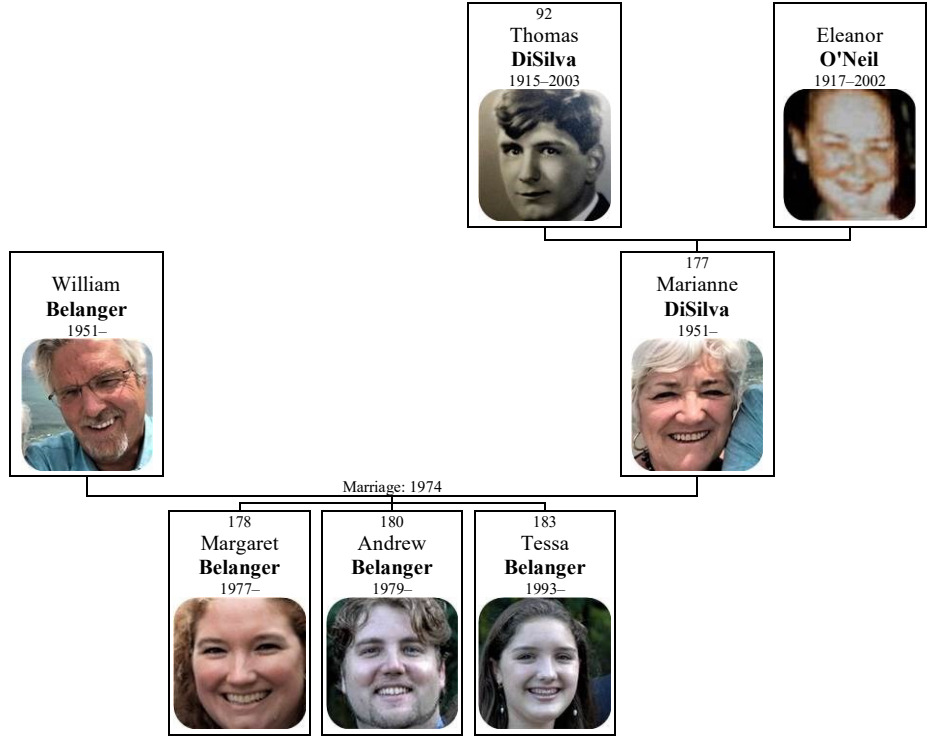 92
Thomas
DiSilva
1915–2003
Eleanor
O'Neil
1917–2002
William
Belanger
1951–
177
Marianne
DiSilva
1951–
Marriage: 1974
178
Margaret
Belanger
1977–
180
Andrew
Belanger
1979–
183
Tessa
Belanger
1993–